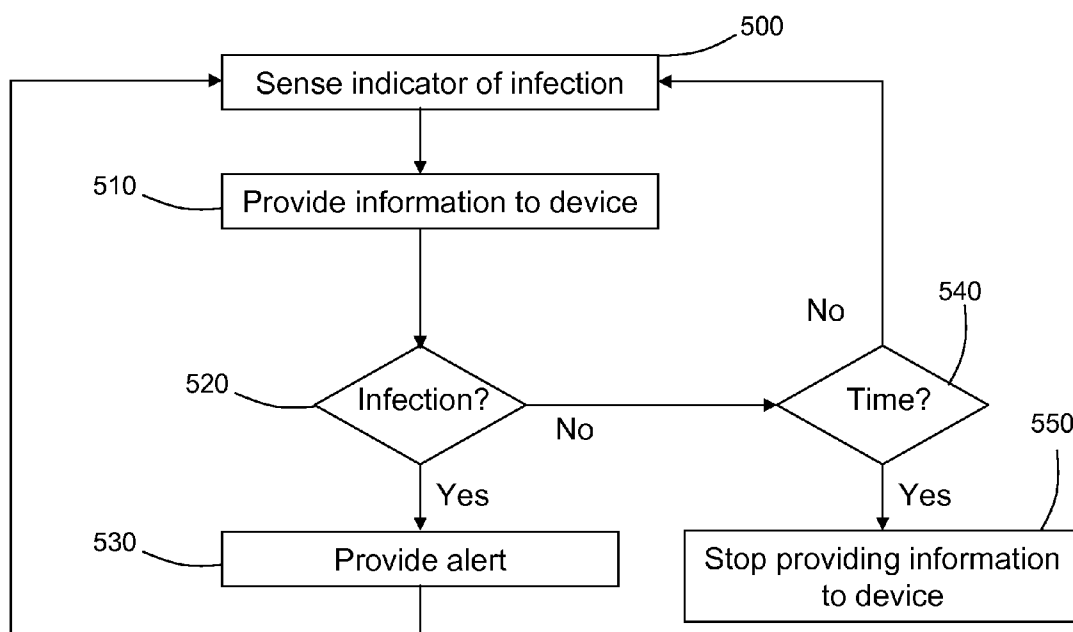 500
Sense indicator of infection
510
Provide information to device
540
No
520
Infection?
Time?
No
550
Yes
Yes
530
Provide alert
Stop providing information
to device